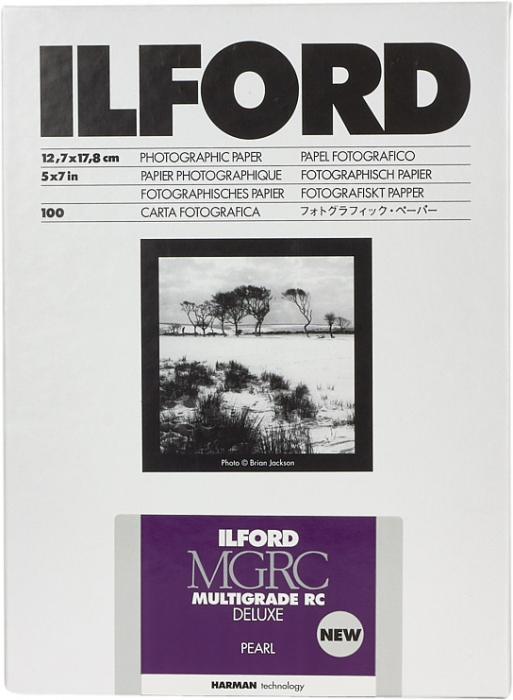 ILFORD
12,7x17,8 cm PHOTOGRAPHIC PAPER PAPEL FOTOGRAFICO
5x7 in PAPIER PHOTOGRAPHIQUE FOTOGRAPHISCH PAPIER
FOTOGRAPHISCHES PAPIER FOTOGRAFISKT PAPPER
100 CARTA FOTOGRAFICA フォトグラフィック・ペーパー
Photo © Brian Jackson
ILFORD
MGRC
MULTIGRADE RC
DELUXE
NEW
PEARL
HARMAN technology